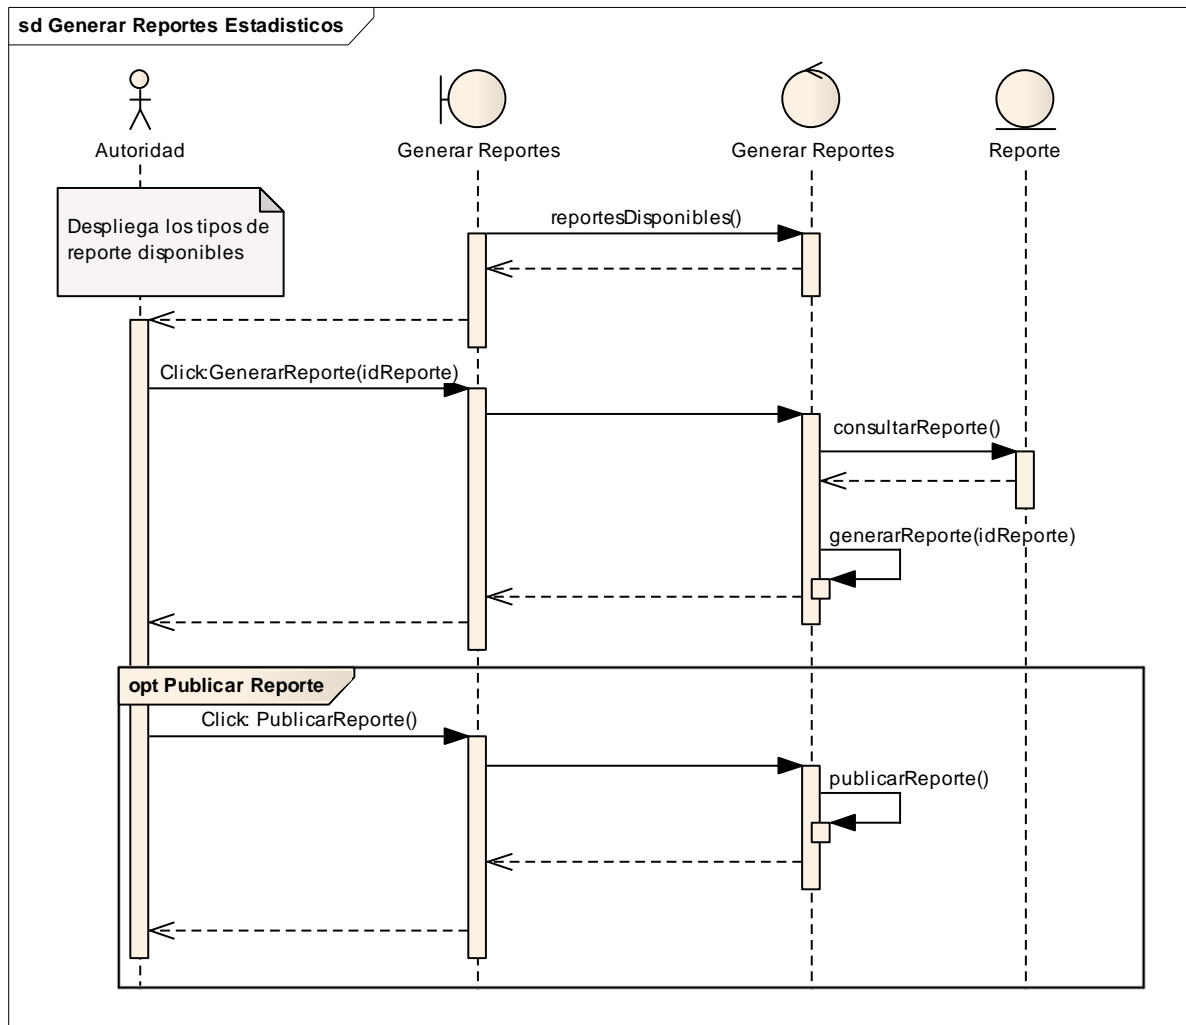 sd Generar Reportes Estadisticos
Autoridad
Generar Reportes
Generar Reportes
Reporte
Despliega los tipos de
reporte disponibles
reportesDisponibles()
Click:GenerarReporte(idReporte)
consultarReporte()
generarReporte(idReporte)
opt Publicar Reporte
Click: PublicarReporte()
publicarReporte()